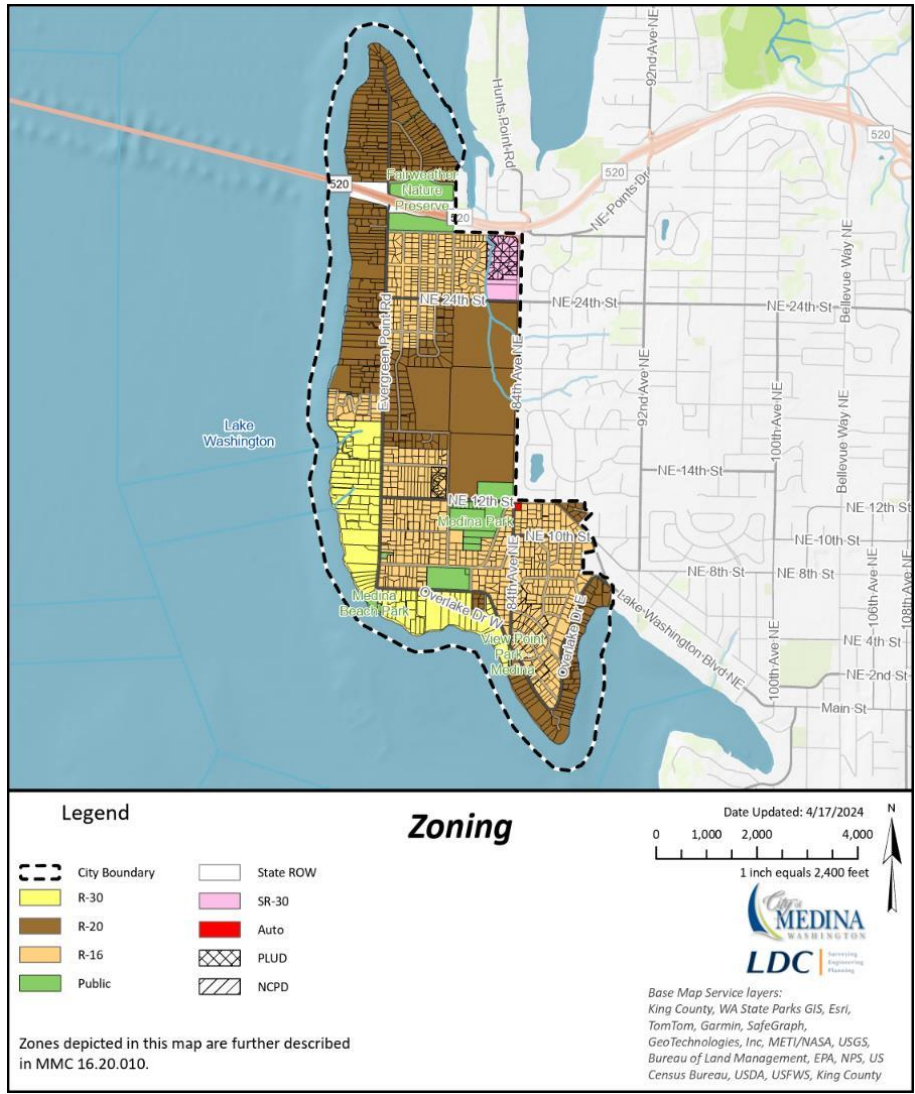 Hunts Point Rd
92nd Ave NE
520
520
Fairweather
Nature
Preserve
520
520
NE Points Dr
Bellevue Way NE
NE 24th St
NE 24th St
NE 24th St
Evergreen Point Rd
84th Ave NE
92nd Ave NE
100th Ave NE
Bellevue Way NE
Lake
Washington
NE 14th St
NE 12th St
NE 12th St
Medina Park
NE 10th St
NE 10th St
84th Ave NE
NE 8th St
NE 8th St
Medina
Beach Park
Overlake Dr W
Overlake Dr E
Lake Washington Blvd NE
106th Ave NE
108th Ave NE
View Point
Park
Medina
100th Ave NE
NE 4th St
NE 2nd St
Main St
Legend
City Boundary
R-30
R-20
R-16
Public
State ROW
SR-30
Auto
PLUD
NCPD
Zones depicted in this map are further described
in MMC 16.20.010.
Zoning
Date Updated: 4/17/2024
N
0 1,000 2,000 4,000
1 inch equals 2,400 feet
City of
MEDINA
WASHINGTON
LDC
Surveying
Engineering
Planning
Base Map Service layers:
King County, WA State Parks GIS, Esri,
TomTom, Garmin, SafeGraph,
GeoTechnologies, Inc, METI/NASA, USGS,
Bureau of Land Management, EPA, NPS, US
Census Bureau, USDA, USFWS, King County